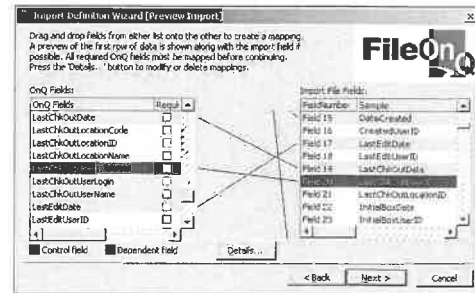 Import Definition Wizard [Preview Import]
Drag and drop fields from either list onto the other to create a mapping.
A preview of the first row of data is shown along with the import field if
possible. All required OnQ fields must be mapped before continuing.
Press the 'Details...' button to modify or delete mappings.
FileOnQ
OnQ Fields:
OnQ Fields
LastChkOutDate
LastChkOutLocationCode
LastChkOutLocationID
LastChkOutLocationName
LastChkOutUserLogin
LastChkOutUserName
LastEditDate
LastEditUserID
Import File Fields:
FieldNumber Sample
Field 15 DateCreated
Field 16 CreatedUserID
Field 17 LastEditDate
Field 18 LastEditUserID
Field 19 LastChkOutDate
Field 21 LastChkOutLocationID
Field 22 InitialBoxDate
Field 23 InitialBoxUserID
Control field
Dependent field
Details...
< Back
Next >
Cancel